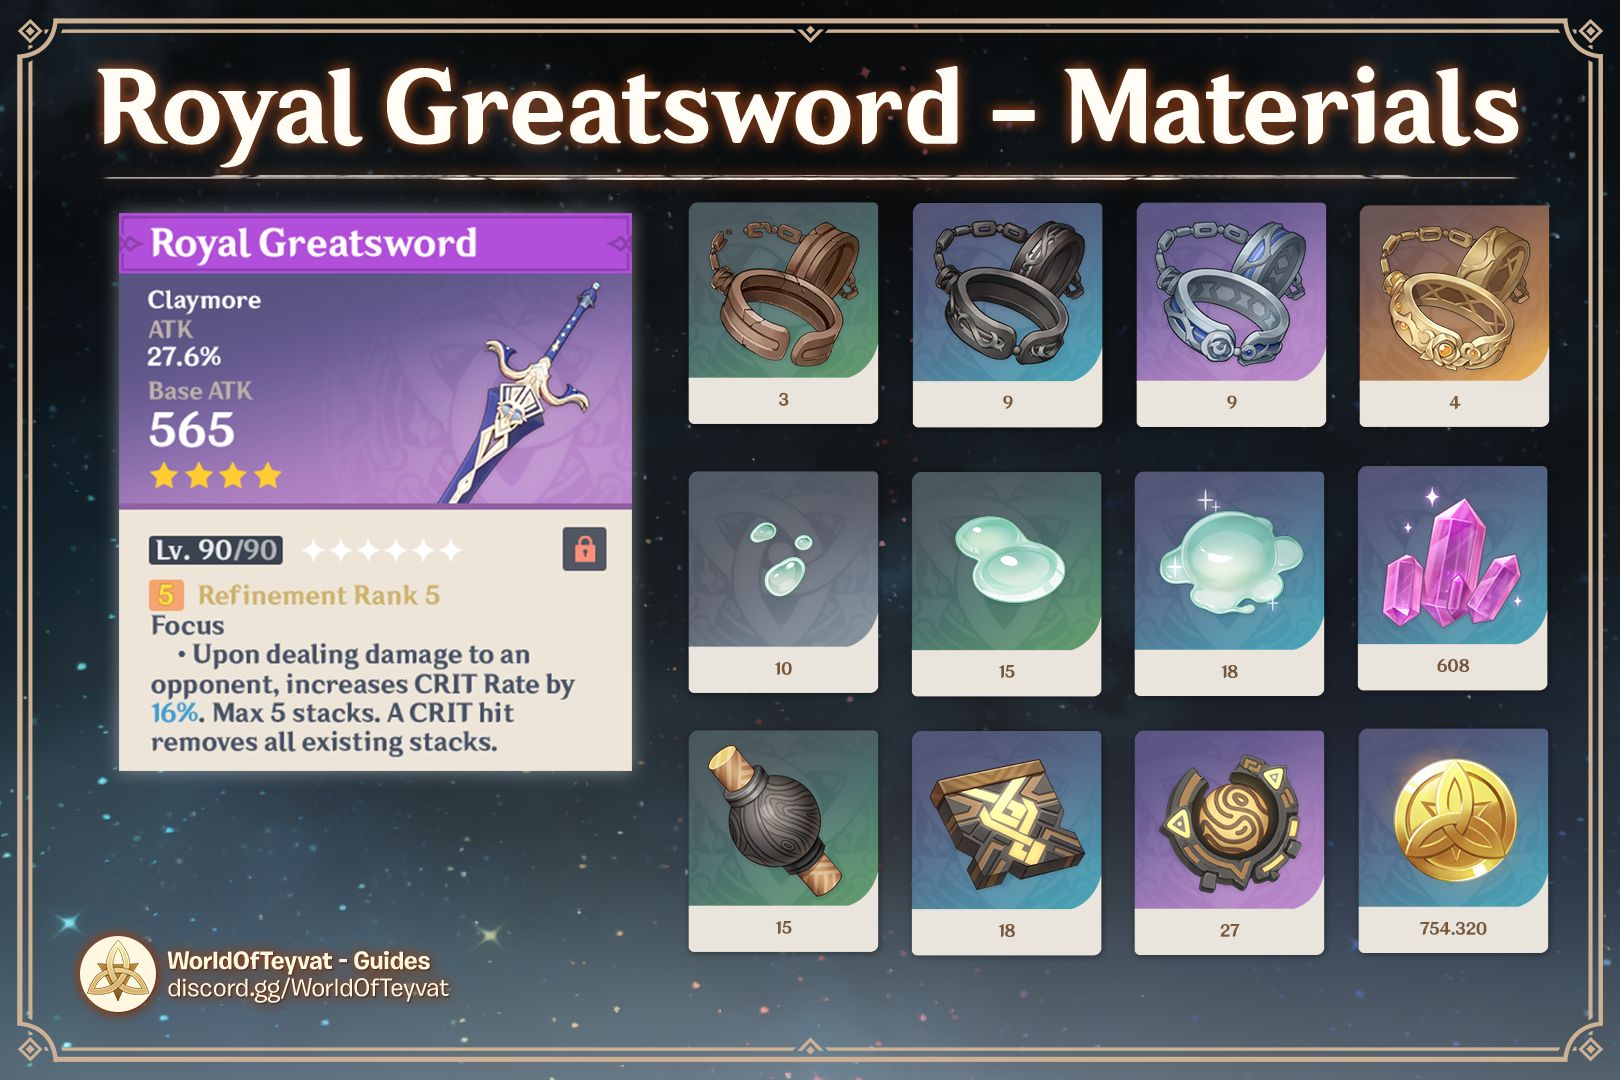 Royal Greatsword – Materials
Royal Greatsword
Claymore
ATK
27.6%
Base ATK
565
Lv. 90/90
5 Refinement Rank 5
Focus
• Upon dealing damage to an
opponent, increases CRIT Rate by
16%. Max 5 stacks. A CRIT hit
removes all existing stacks.
3
9
9
4
10
15
18
608
15
18
27
754.320
WorldOfTeyvat - Guides
discord.gg/WorldOfTeyvat